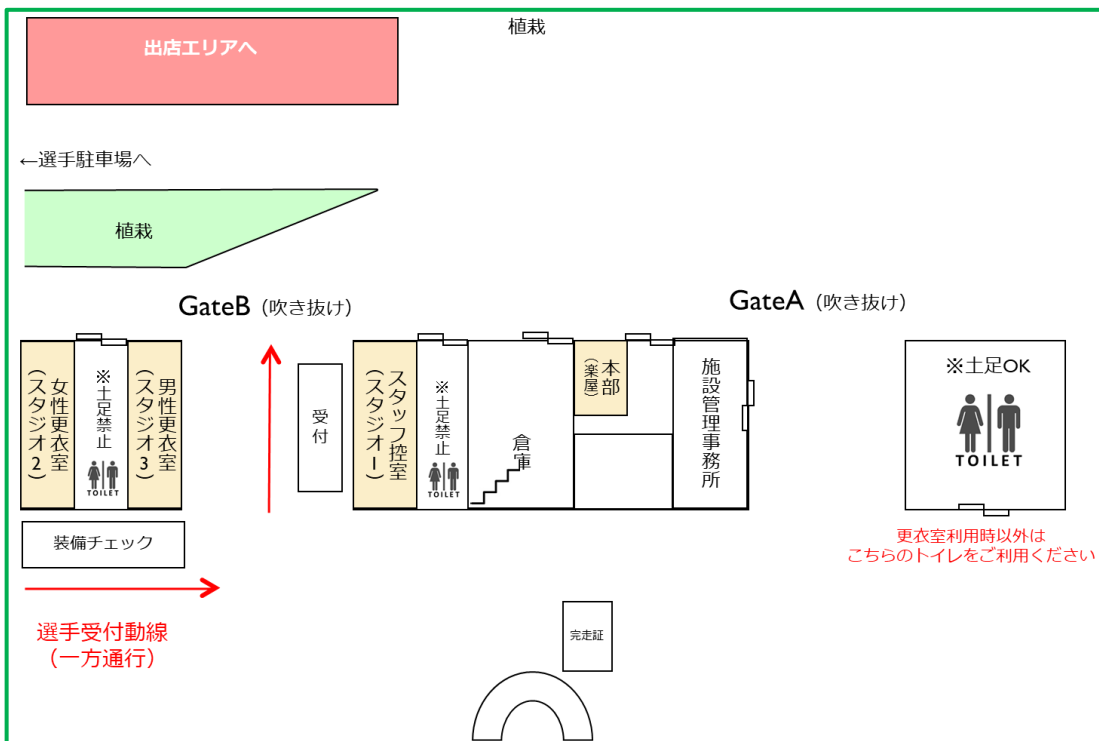 植栽
出店エリアへ
←選手駐車場へ
植栽
GateB（吹き抜け）
GateA（吹き抜け）
女性更衣室
（スタジオ2）
※土足禁止
TOILET
男性更衣室
（スタジオ3）
受付
スタッフ控室
（スタジオ1）
※土足禁止
TOILET
倉庫
本部
（楽屋）
施設管理事務所
※土足OK
TOILET
更衣室利用時以外は
こちらのトイレをご利用ください
装備チェック
選手受付動線
（一方通行）
完走証